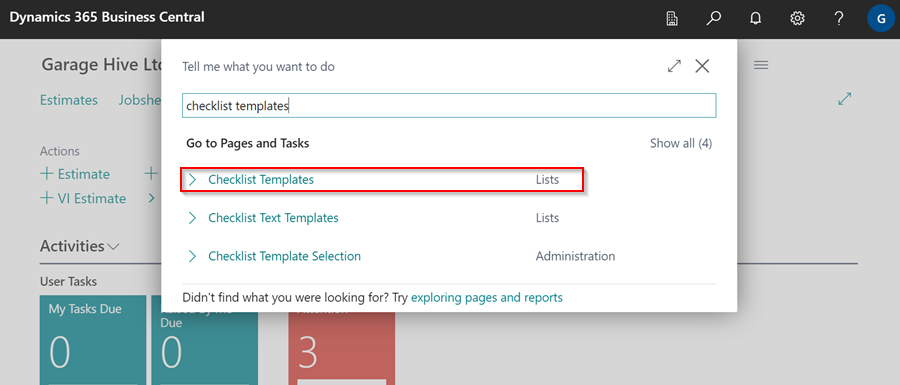 Dynamics 365 Business Central
G
Garage Hive Ltd
Tell me what you want to do
Estimates
checklist templates
Go to Pages and Tasks
Show all (4)
Actions
Checklist Templates
Lists
+ Estimate
+
+ VI Estimate
Checklist Text Templates
Lists
Activities
Checklist Template Selection
Administration
User Tasks
Didn't find what you were looking for? Try exploring pages and reports
My Tasks Due
Due
0
0
3